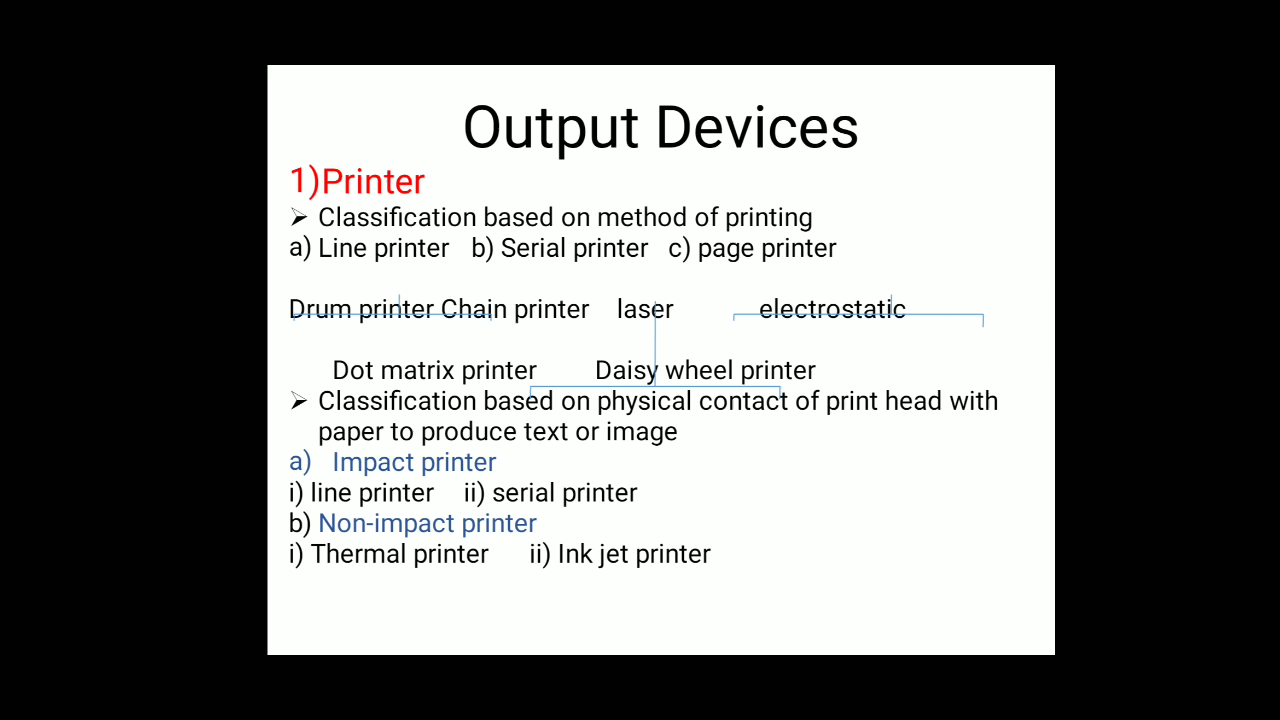 Output Devices
1)Printer
➢ Classification based on method of printing
a) Line printer b) Serial printer c) page printer
Drum printer Chain printer laser electrostatic
Dot matrix printer Daisy wheel printer
➢ Classification based on physical contact of print head with
paper to produce text or image
a) Impact printer
i) line printer ii) serial printer
b) Non-impact printer
i) Thermal printer ii) Ink jet printer